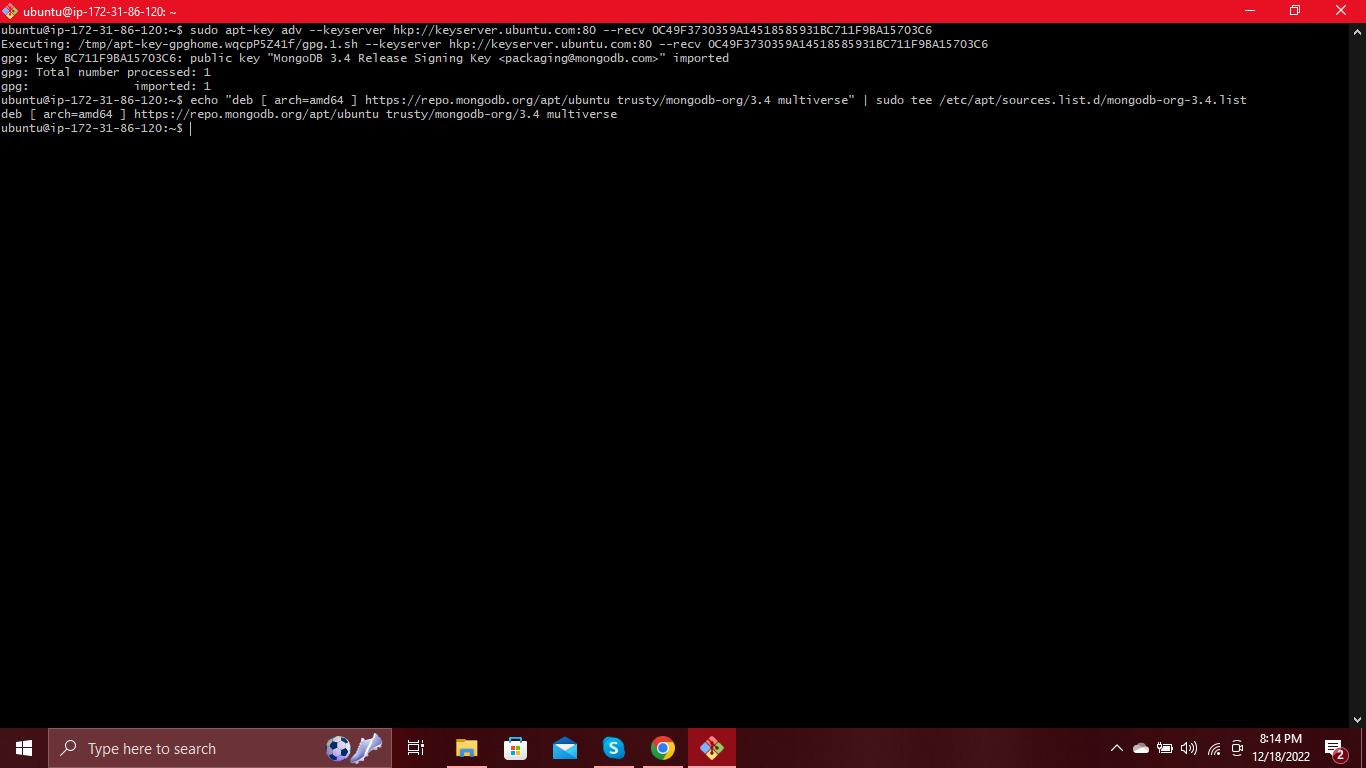 ubuntu@ip-172-31-86-120: ~
ubuntu@ip-172-31-86-120:~$ sudo apt-key adv --keyserver hkp://keyserver.ubuntu.com:80 --recv 0C49F3730359A14518585931BC711F9BA15703C6
Executing: /tmp/apt-key-gpghome.wqcpP5Z41f/gpg.1.sh --keyserver hkp://keyserver.ubuntu.com:80 --recv 0C49F3730359A14518585931BC711F9BA15703C6
gpg: key BC711F9BA15703C6: public key "MongoDB 3.4 Release Signing Key <packaging@mongodb.com>" imported
gpg: Total number processed: 1
gpg:               imported: 1
ubuntu@ip-172-31-86-120:~$ echo "deb [ arch=amd64 ] https://repo.mongodb.org/apt/ubuntu trusty/mongodb-org/3.4 multiverse" | sudo tee /etc/apt/sources.list.d/mongodb-org-3.4.list
deb [ arch=amd64 ] https://repo.mongodb.org/apt/ubuntu trusty/mongodb-org/3.4 multiverse
ubuntu@ip-172-31-86-120:~$
Type here to search
8:14 PM
12/18/2022
2